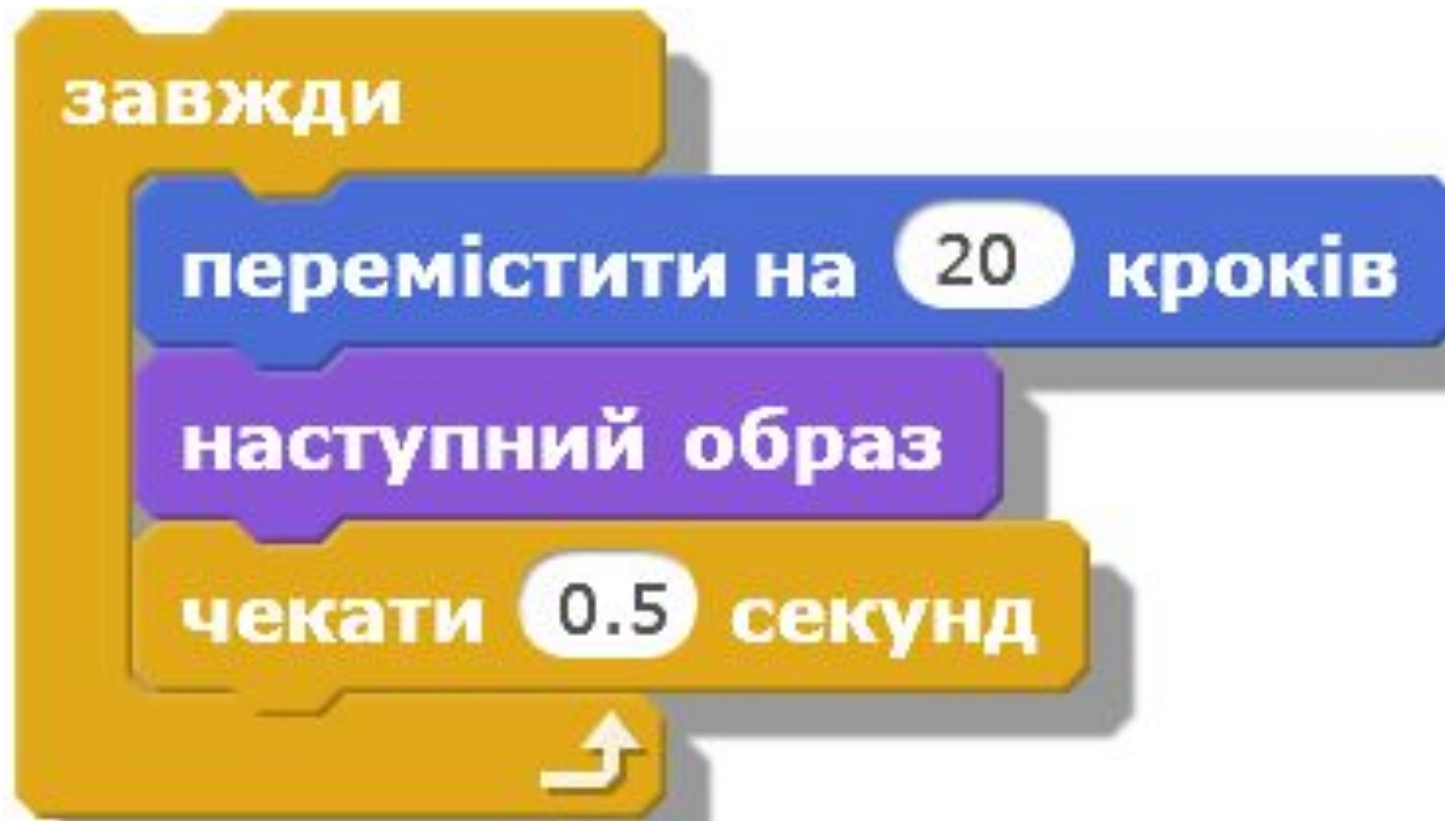 завжди
перемістити на 20 кроків
наступний образ
чекати 0.5 секунд